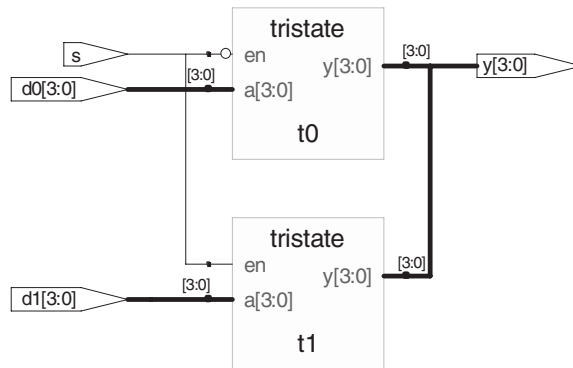 tristate
s
en
[3:0]
y[3:0]
[3:0]
y[3:0]
d0[3:0]
a[3:0]
t0
tristate
en
y[3:0]
[3:0]
[3:0]
d1[3:0]
a[3:0]
t1